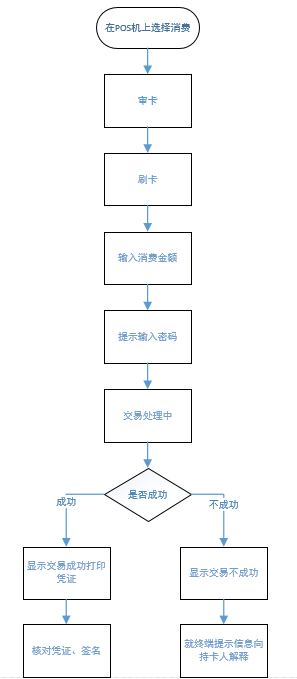 在POS机上选择消费
审卡
刷卡
输入消费金额
提示输入密码
交易处理中
是否成功
成功
不成功
显示交易成功打印
凭证
显示交易不成功
核对凭证、签名
就终端提示信息向
持卡人解释